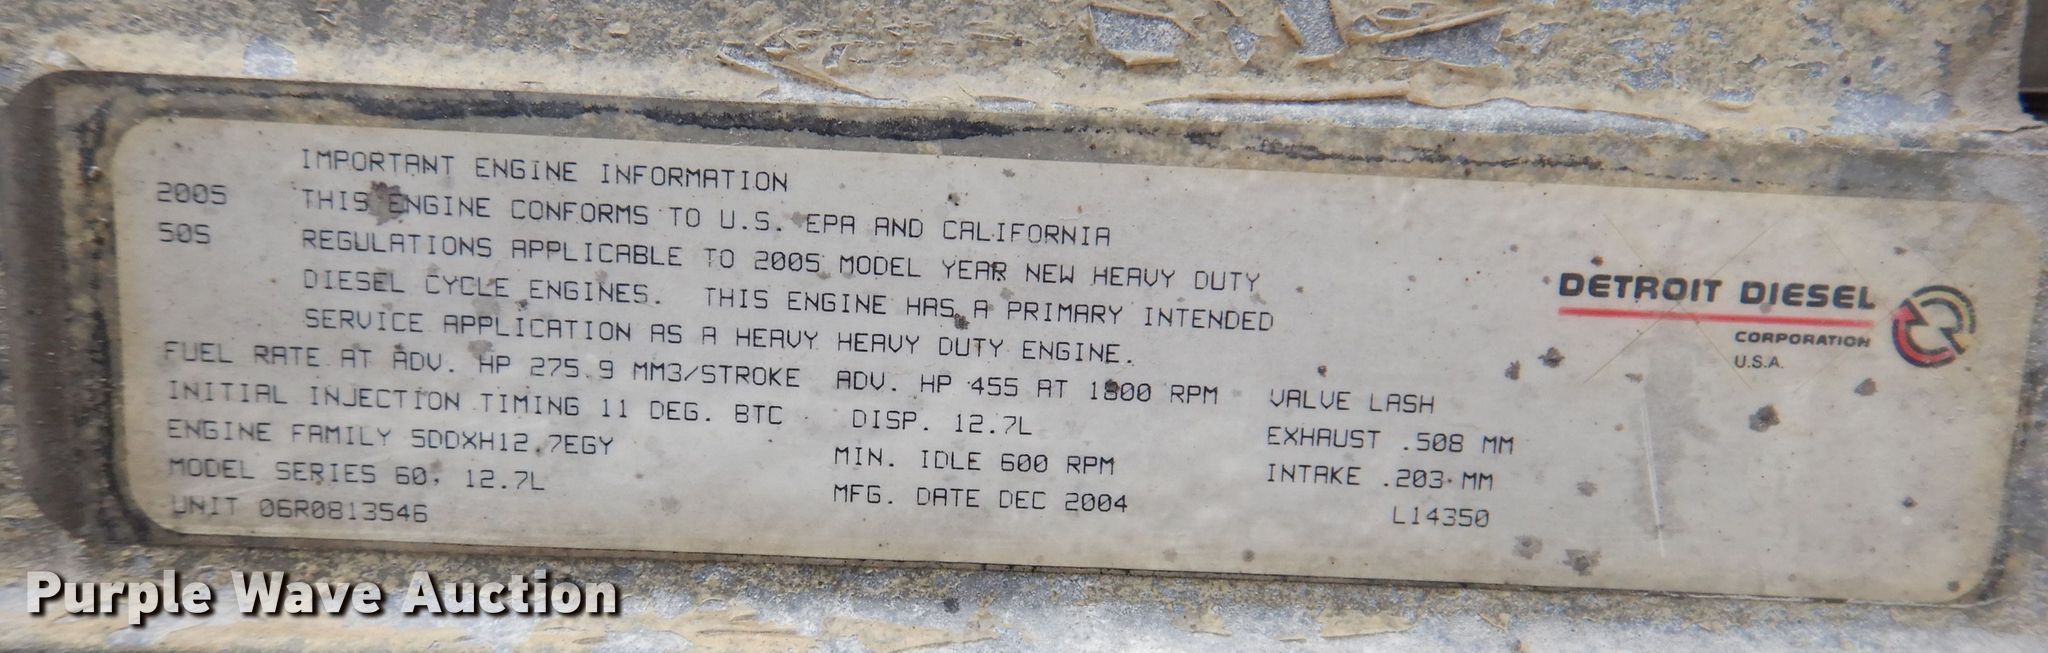 IMPORTANT ENGINE INFORMATION
2005 THIS ENGINE CONFORMS TO U.S. EPA AND CALIFORNIA
50S REGULATIONS APPLICABLE TO 2005 MODEL YEAR NEW HEAVY DUTY
DIESEL CYCLE ENGINES. THIS ENGINE HAS A PRIMARY INTENDED
SERVICE APPLICATION AS A HEAVY HEAVY DUTY ENGINE.
FUEL RATE AT ADV. HP 275.9 MM3/STROKE ADV. HP 455 AT 1800 RPM VALVE LASH
INITIAL INJECTION TIMING 11 DEG. BTC DISP. 12.7L EXHAUST .508 MM
ENGINE FAMILY 5DDXH12.7EGY MIN. IDLE 600 RPM INTAKE .203 MM
MODEL SERIES 60, 12.7L MFG. DATE DEC 2004 L14350
UNIT 06R0813546
DETROIT DIESEL
CORPORATION
U.S.A.
Purple Wave Auction